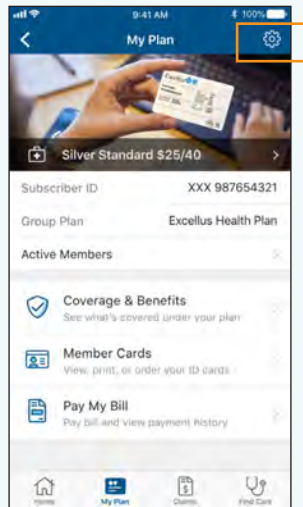 9:41 AM
100%
My Plan
Excellus
Silver Standard $25/40
Subscriber ID
XXX 987654321
Group Plan
Excellus Health Plan
Active Members
Coverage & Benefits
See what's covered under your plan
Member Cards
View, print, or order your ID cards
Pay My Bill
Pay bill and view payment history
Home
My Plan
Claims
Find Care